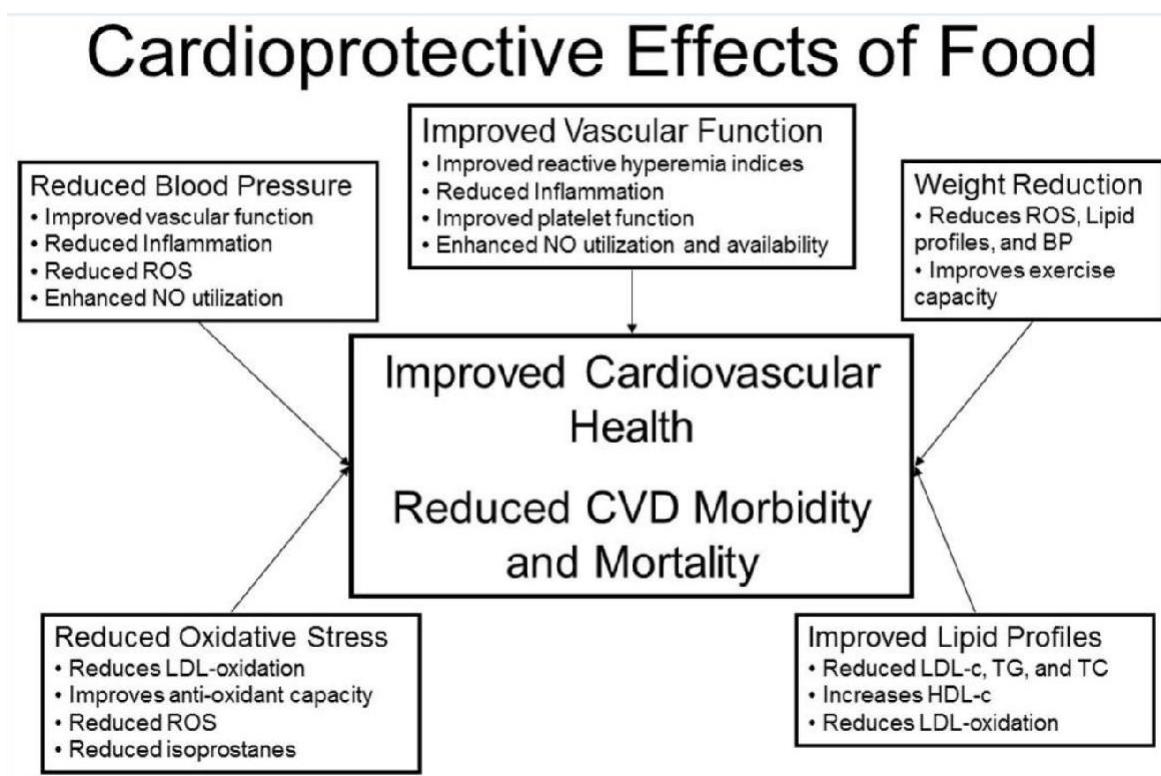 Cardioprotective Effects of Food
Improved Vascular Function
• Improved reactive hyperemia indices
• Reduced Inflammation
• Improved platelet function
• Enhanced NO utilization and availability
Reduced Blood Pressure
• Improved vascular function
• Reduced Inflammation
• Reduced ROS
• Enhanced NO utilization
Weight Reduction
• Reduces ROS, Lipid
profiles, and BP
• Improves exercise
capacity
Improved Cardiovascular
Health
Reduced CVD Morbidity
and Mortality
Reduced Oxidative Stress
• Reduces LDL-oxidation
• Improves anti-oxidant capacity
• Reduced ROS
• Reduced isoprostanes
Improved Lipid Profiles
• Reduced LDL-c, TG, and TC
• Increases HDL-c
• Reduces LDL-oxidation